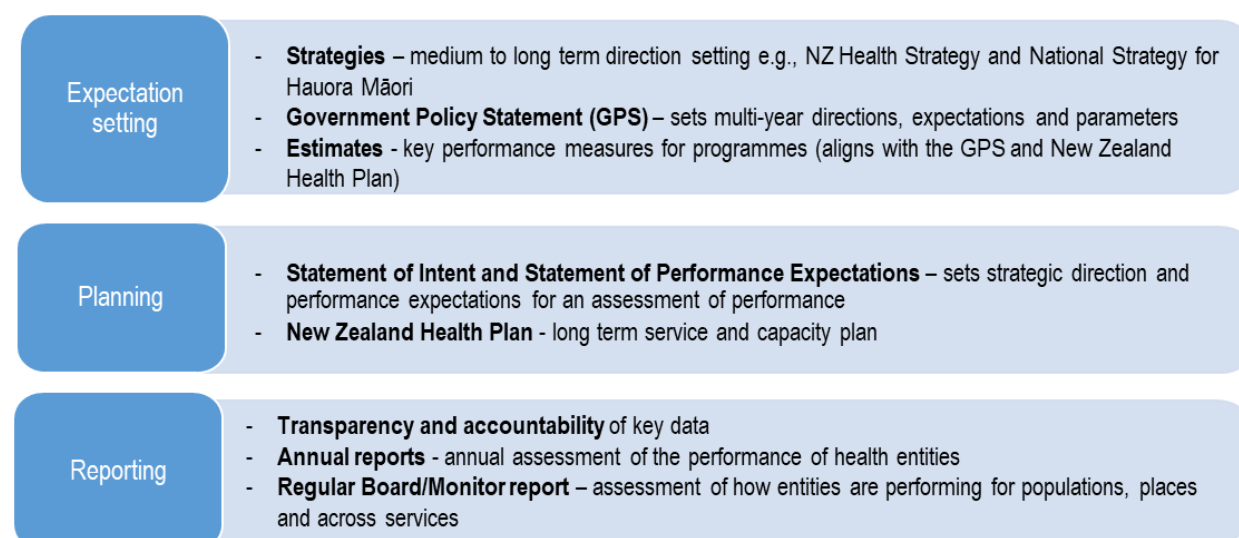 Expectation
setting
- Strategies – medium to long term direction setting e.g., NZ Health Strategy and National Strategy for
Hauora Māori
- Government Policy Statement (GPS) – sets multi-year directions, expectations and parameters
- Estimates - key performance measures for programmes (aligns with the GPS and New Zealand
Health Plan)
Planning
- Statement of Intent and Statement of Performance Expectations – sets strategic direction and
performance expectations for an assessment of performance
- New Zealand Health Plan - long term service and capacity plan
Reporting
- Transparency and accountability of key data
- Annual reports - annual assessment of the performance of health entities
- Regular Board/Monitor report – assessment of how entities are performing for populations, places
and across services